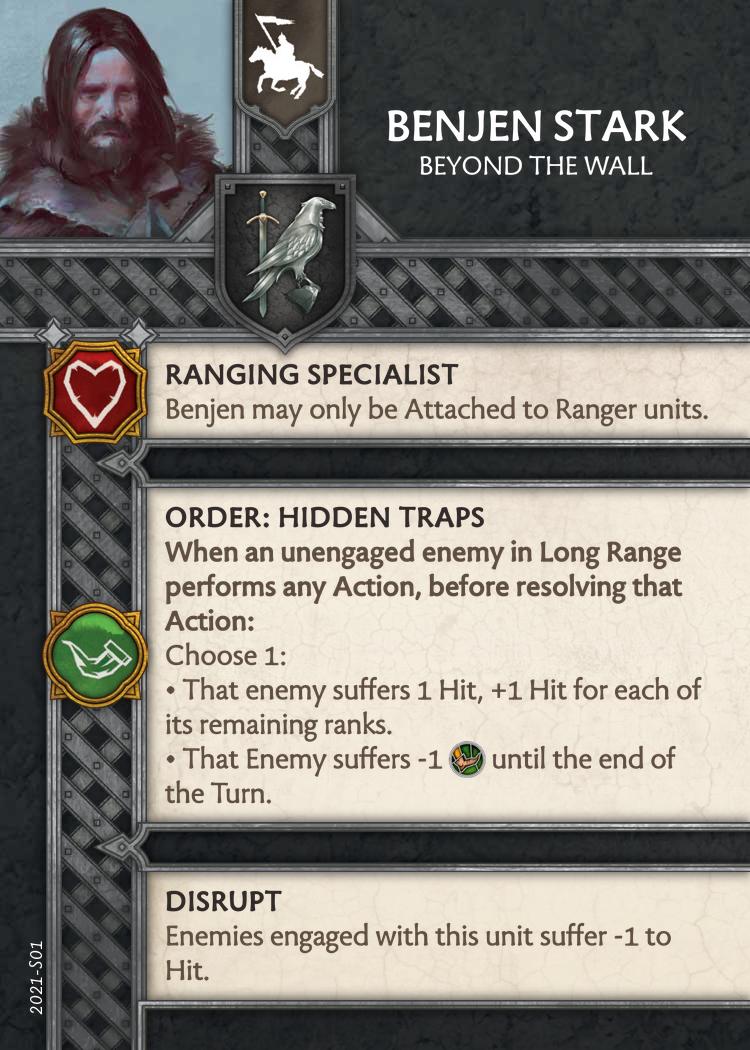 BENJEN STARK
BEYOND THE WALL
RANGING SPECIALIST
Benjen may only be Attached to Ranger units.
ORDER: HIDDEN TRAPS
When an unengaged enemy in Long Range
performs any Action, before resolving that
Action:
Choose 1:
• That enemy suffers 1 Hit, +1 Hit for each of
its remaining ranks.
• That Enemy suffers -1 until the end of
the Turn.
DISRUPT
Enemies engaged with this unit suffer -1 to
Hit.
2021-S01